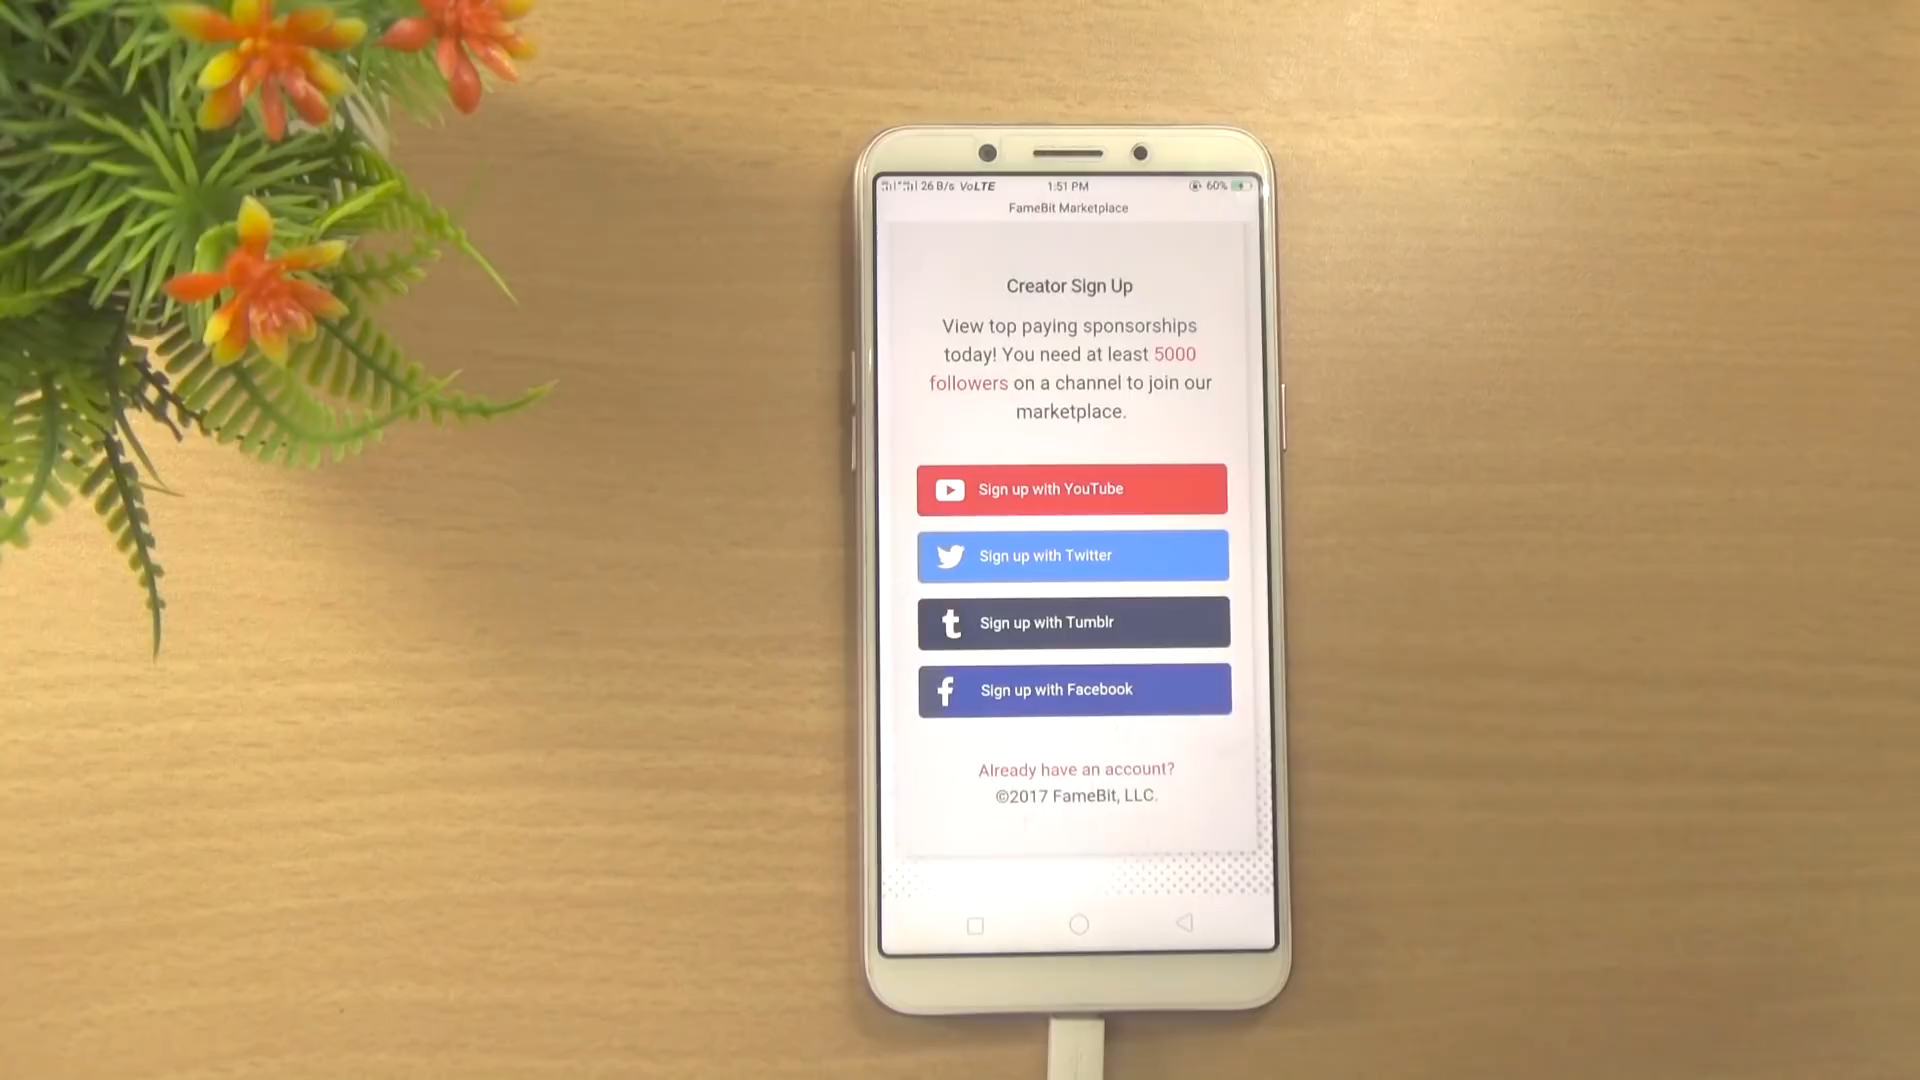 26 B/s VoLTE 1:51 PM 60%
FameBit Marketplace
Creator Sign Up
View top paying sponsorships
today! You need at least 5000
followers on a channel to join our
marketplace.
Sign up with YouTube
Sign up with Twitter
Sign up with Tumblr
Sign up with Facebook
Already have an account?
©2017 FameBit, LLC.